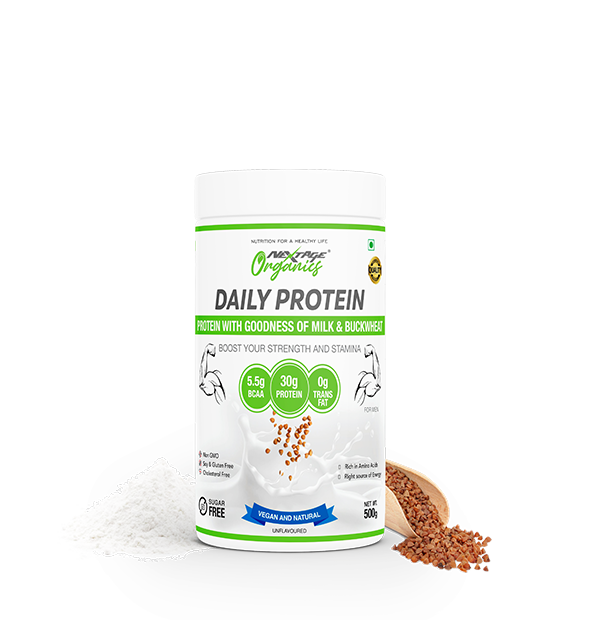 NUTRITION FOR A HEALTHY LIFE
NEXTAGE®
Organics
QUALITY
DAILY PROTEIN
PROTEIN WITH GOODNESS OF MILK & BUCKWHEAT
BOOST YOUR STRENGTH AND STAMINA
5.5g
BCAA
30g
PROTEIN
0g
TRANS
FAT
FOR MEN
Non GMO
Soy & Gluten Free
Cholesterol Free
Rich in Amino Acids
Right source of Energy
SUGAR
FREE
VEGAN AND NATURAL
UNFLAVOURED
NET WT.
500g